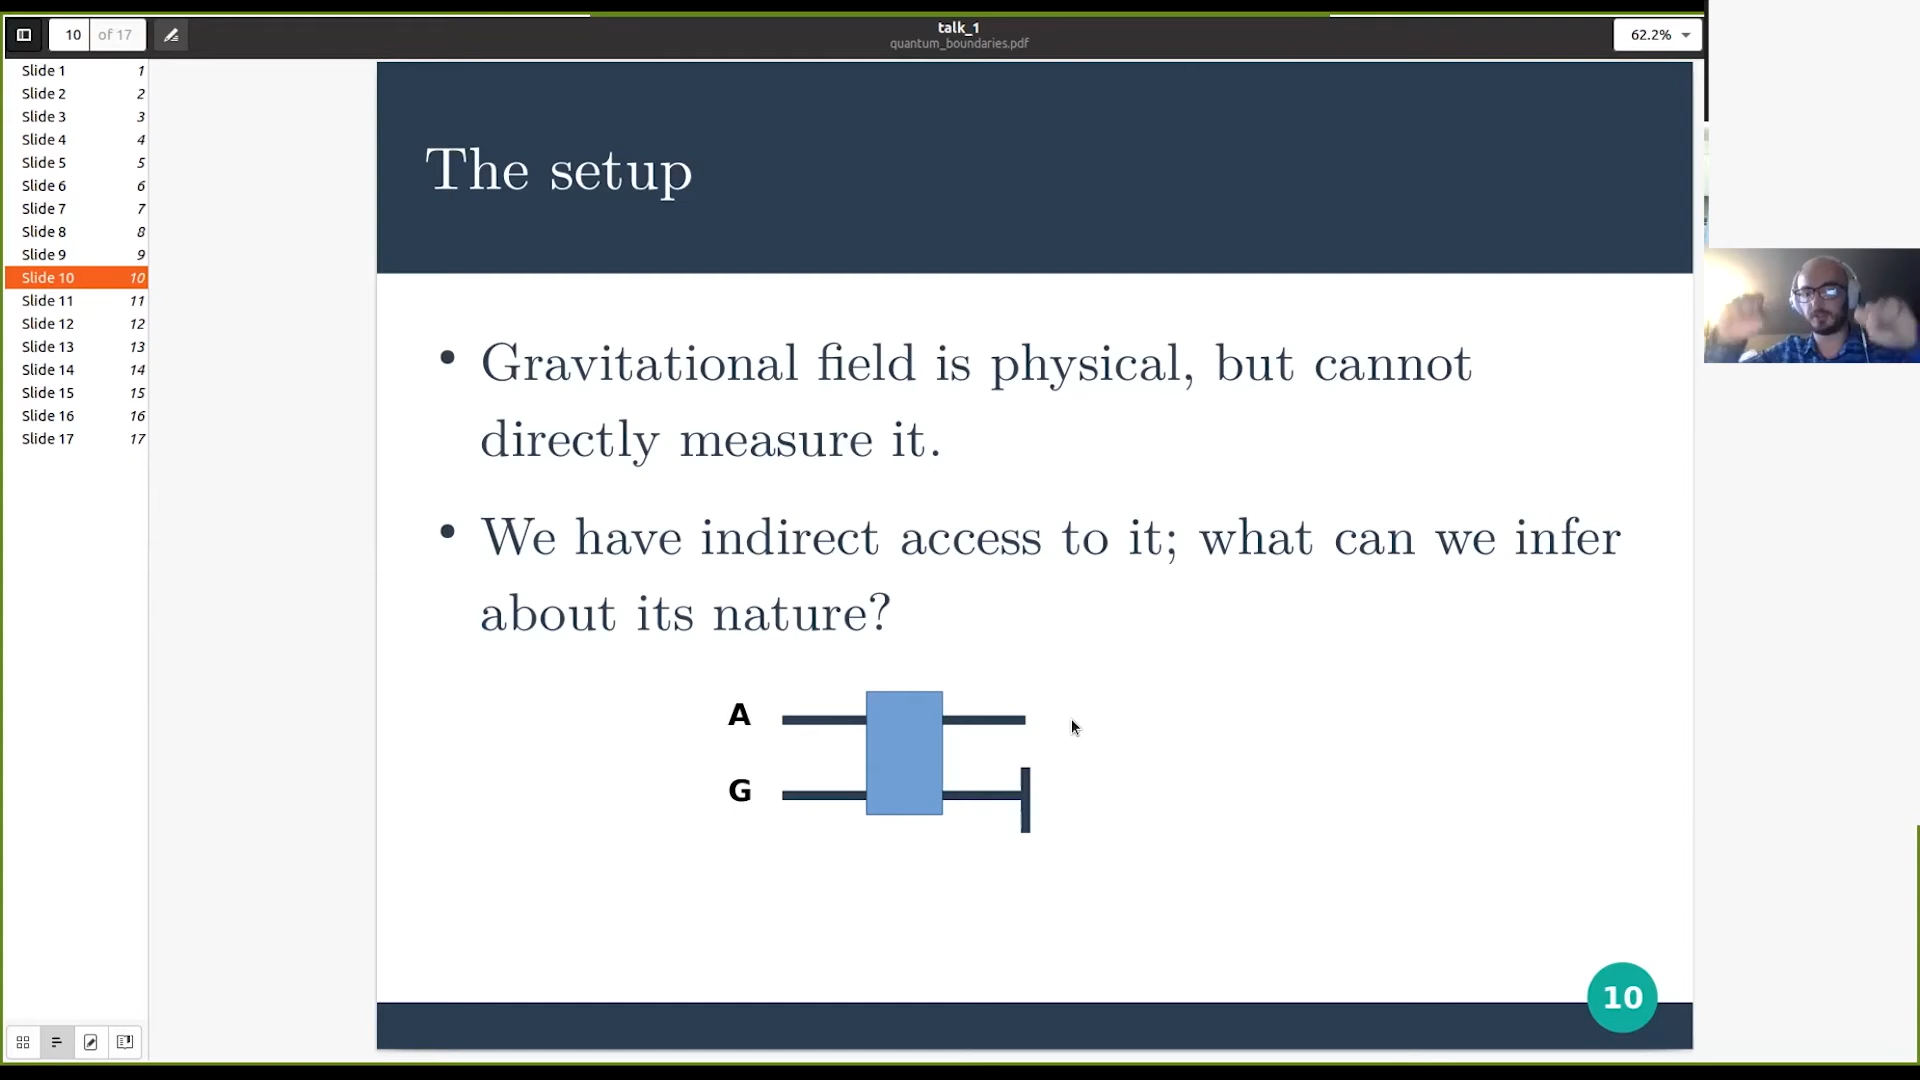 10 of 17
talk_1
quantum_boundaries.pdf
62.2%
Slide 1 1
Slide 2 2
Slide 3 3
Slide 4 4
Slide 5 5
Slide 6 6
Slide 7 7
Slide 8 8
Slide 9 9
Slide 10 10
Slide 11 11
Slide 12 12
Slide 13 13
Slide 14 14
Slide 15 15
Slide 16 16
Slide 17 17
The setup
• Gravitational field is physical, but cannot
directly measure it.
• We have indirect access to it; what can we infer
about its nature?
A
G
10